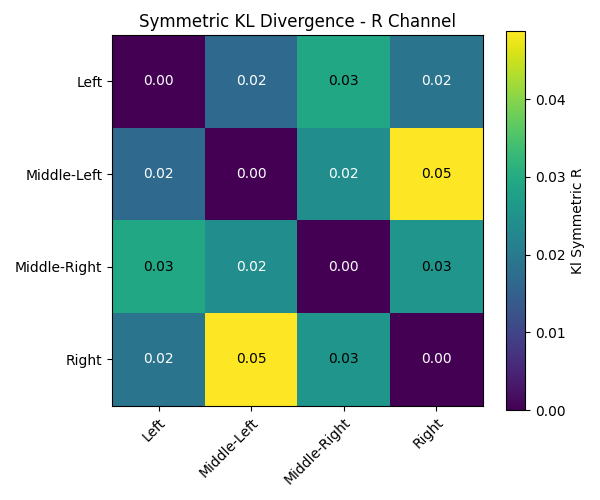 Symmetric KL Divergence - R Channel
Left 0.00 0.02 0.03 0.02
Middle-Left 0.02 0.00 0.02 0.05
Middle-Right 0.03 0.02 0.00 0.03
Right 0.02 0.05 0.03 0.00
Left Middle-Left Middle-Right Right
0.04
0.03
0.02
0.01
0.00
Kl Symmetric R